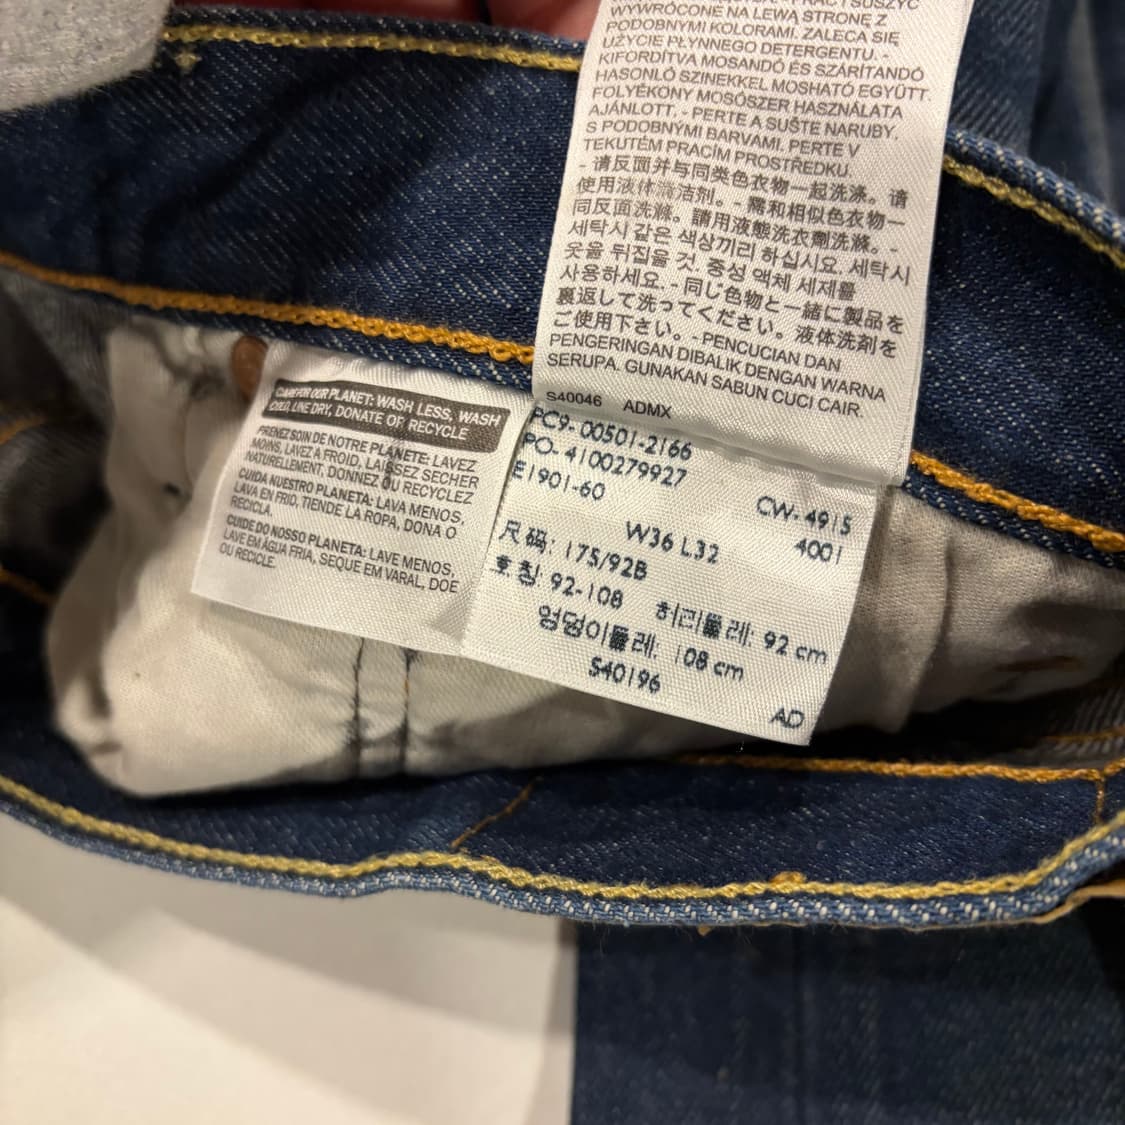 WYWRÓCONE NA LEWĄ STRONĘ Z
PODOBNYMI KOLORAMI. ZALECA SIĘ
UŻYCIE PŁYNNEGO DETERGENTU. -
KIFORDÍTVA MOSANDÓ ÉS SZÁRÍTANDÓ
HASONLÓ SZINEKKEL MOSHATÓ EGYÜTT.
FOLYÉKONY MOSÓSZER HASZNÁLATA
AJÁNLOTT. - PERTE A SUŠTE NARUBY.
S PODOBNÝMI BARVAMI. PERTE V
TEKUTÉM PRACÍM PROSTŘEDKU.
- 请反面并与同类色衣物一起洗涤。请
使用液体清洁剂。- 需和相似色衣物一
同反面洗滌。請用液態洗衣劑洗滌。-
세탁시 같은 색상끼리 하십시요. 세탁시
옷을 뒤집을 것. 중성 액체 세제를
사용하세요. - 同じ色物と一緒に製品を
裏返して洗ってください。液体洗剤を
ご使用下さい。- PENCUCIAN DAN
PENGERINGAN DIBALIK DENGAN WARNA
SERUPA. GUNAKAN SABUN CUCI CAIR.
S40046 ADMX
CARE FOR OUR PLANET: WASH LESS, WASH
COLD, LINE DRY, DONATE OR RECYCLE
PRENEZ SOIN DE NOTRE PLANÈTE: LAVEZ
MOINS, LAVEZ À FROID, LAISSEZ SECHER
NATURELLEMENT, DONNEZ OU RECYCLEZ
CUIDA NUESTRO PLANETA: LAVA MENOS,
LAVA EN FRIO, TIENDE LA ROPA, DONA O
RECICLA.
CUIDE DO NOSSO PLANETA: LAVE MENOS,
LAVE EM ÁGUA FRIA, SEQUE EM VARAL, DOE
OU RECICLE.
PC9-00501-2166
PO-4100279927
E1901-60 CW-4915
W36 L32 4001
尺码: 175/92B
호칭: 92-108 허리둘레: 92 cm
엉덩이둘레: 108 cm
S40196
AD